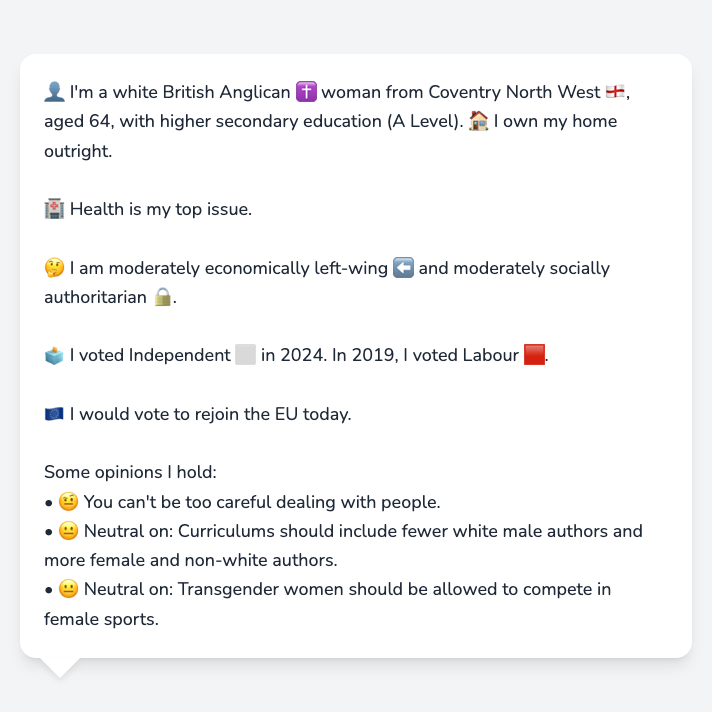 👤 I'm a white British Anglican ✝️ woman from Coventry North West 🏴󠁧󠁢󠁥󠁮󠁧󠁿,
aged 64, with higher secondary education (A Level). 🏠 I own my home
outright.
🏥 Health is my top issue.
🤔 I am moderately economically left-wing ⬅️ and moderately socially
authoritarian 🔒.
🗳️ I voted Independent ⬜ in 2024. In 2019, I voted Labour 🟥.
🇪🇺 I would vote to rejoin the EU today.
Some opinions I hold:
• 🤨 You can't be too careful dealing with people.
• 😐 Neutral on: Curriculums should include fewer white male authors and
more female and non-white authors.
• 😐 Neutral on: Transgender women should be allowed to compete in
female sports.